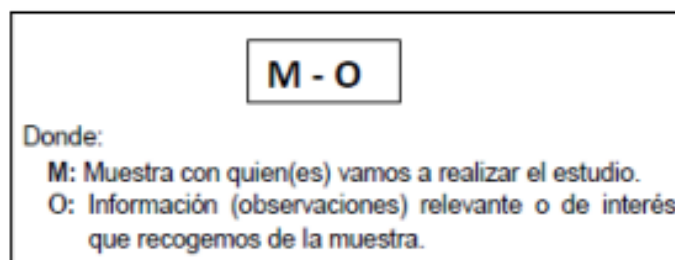 M - O
Donde:
M: Muestra con quien(es) vamos a realizar el estudio.
O: Información (observaciones) relevante o de interés
que recogemos de la muestra.